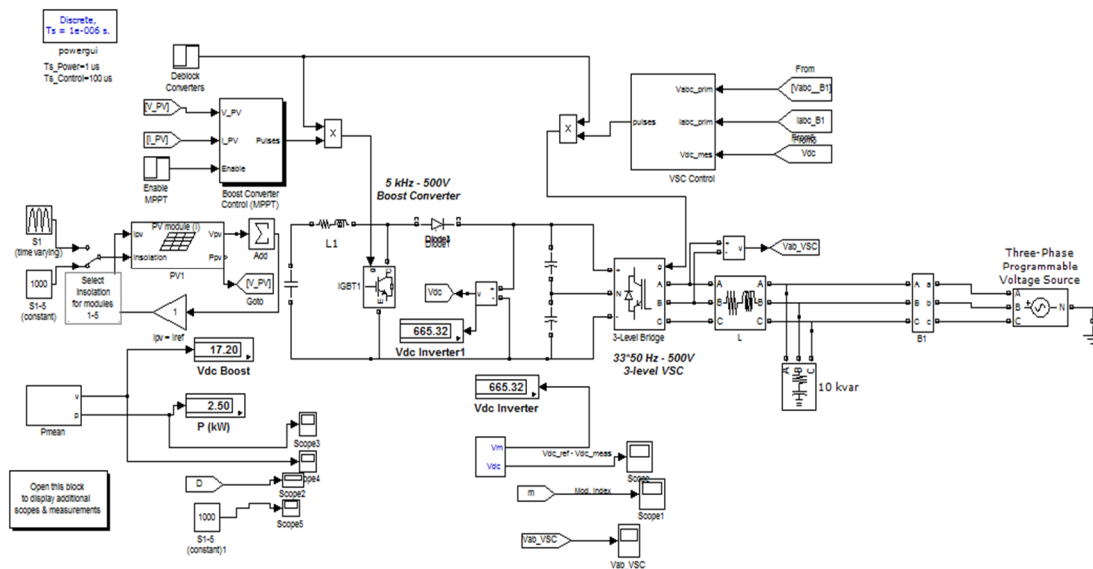 Discrete,
Ts = 1e-006 s.
powergui
Ts_Power=1 us
Ts_Control=100 us
Deblock
Converters
[V_PV]
[I_PV]
Enable
MPPT
V_PV
I_PV
Enable
Pulses
Boost Converter
Control (MPPT)
X
X
pulses
Vabc_prim
Iabc_prim
Vdc_mes
VSC Control
From
[Vabc_B1]
Iabc_B1
Vdc
5 kHz - 500V
Boost Converter
L1
IGBT1
Vdc
+
-
v
665.32
Vdc Inverter1
S1
(time varying)
1000
S1-5
(constant)
Select
Insolation
for modules
1-5
PV module (I)
Ipv
Insolation
Vpv
Ppv
PV1
Σ
Add
[V_PV]
Goto
1
Ipv = Iref
+
N
-
g
A
B
C
3-Level Bridge
33*50 Hz - 500V
3-level VSC
+
-
v
Vab_VSC
A
B
C
A
B
C
L
A
B
C
10 kvar
A
B
C
a
b
c
B1
Three-Phase
Programmable
Voltage Source
A
B
C
N
17.20
Vdc Boost
2.50
P (kW)
v
p
Pmean
Scope3
Scope2
D
1000
S1-5
(constant)1
Scope5
Open this block
to display additional
scopes & measurements
665.32
Vdc Inverter
Vm
Vdc
Vdc_ref - Vdc_meas
Scope
m
Mod. Index
Scope1
Vab_VSC
Vab_VSC